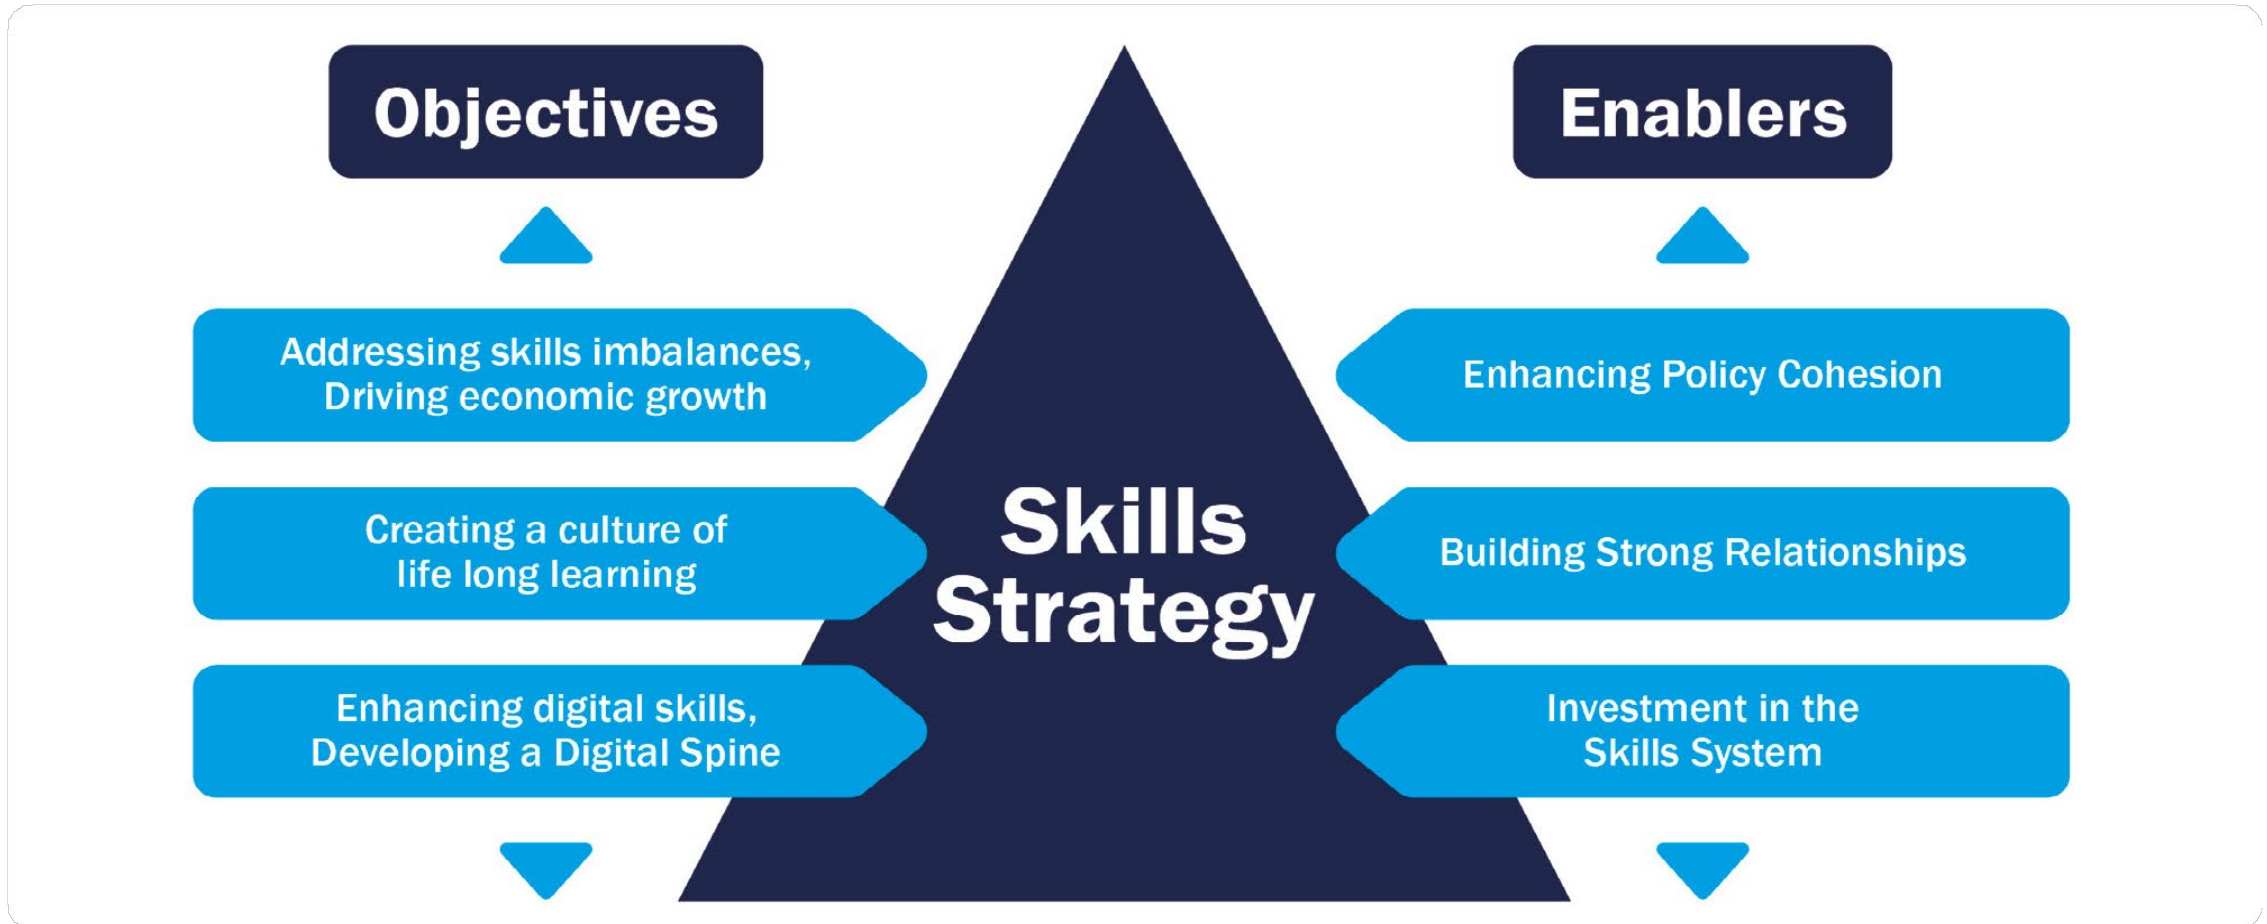 Objectives
Addressing skills imbalances,
Driving economic growth
Creating a culture of
life long learning
Enhancing digital skills,
Developing a Digital Spine
Skills
Strategy
Enablers
Enhancing Policy Cohesion
Building Strong Relationships
Investment in the
Skills System